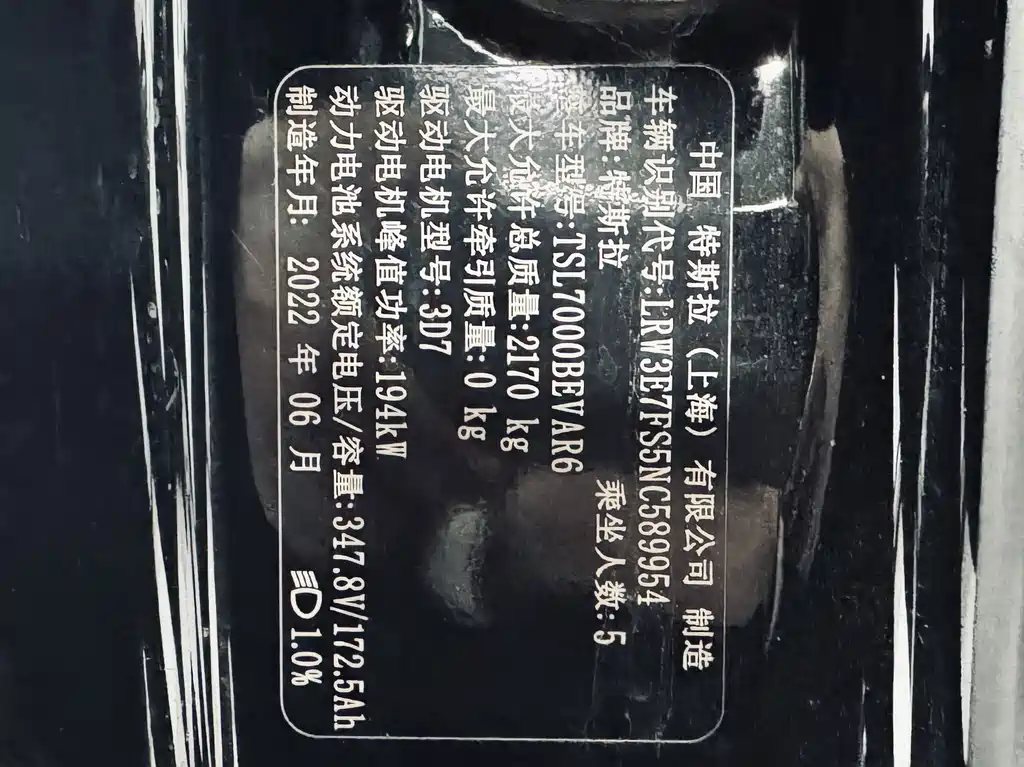 中国 特斯拉（上海）有限公司 制造
车辆识别代号:LRW3E7FS5NC589954
品牌:特斯拉 乘坐人数:5
整车型号:TSL7000BEVAR6
最大允许总质量:2170 kg
最大允许牵引质量:0 kg
驱动电机型号:3D7
驱动电机峰值功率:194kW
动力电池系统额定电压/容量:347.8V/172.5Ah
制造年月: 2022 年 06 月 1.0%